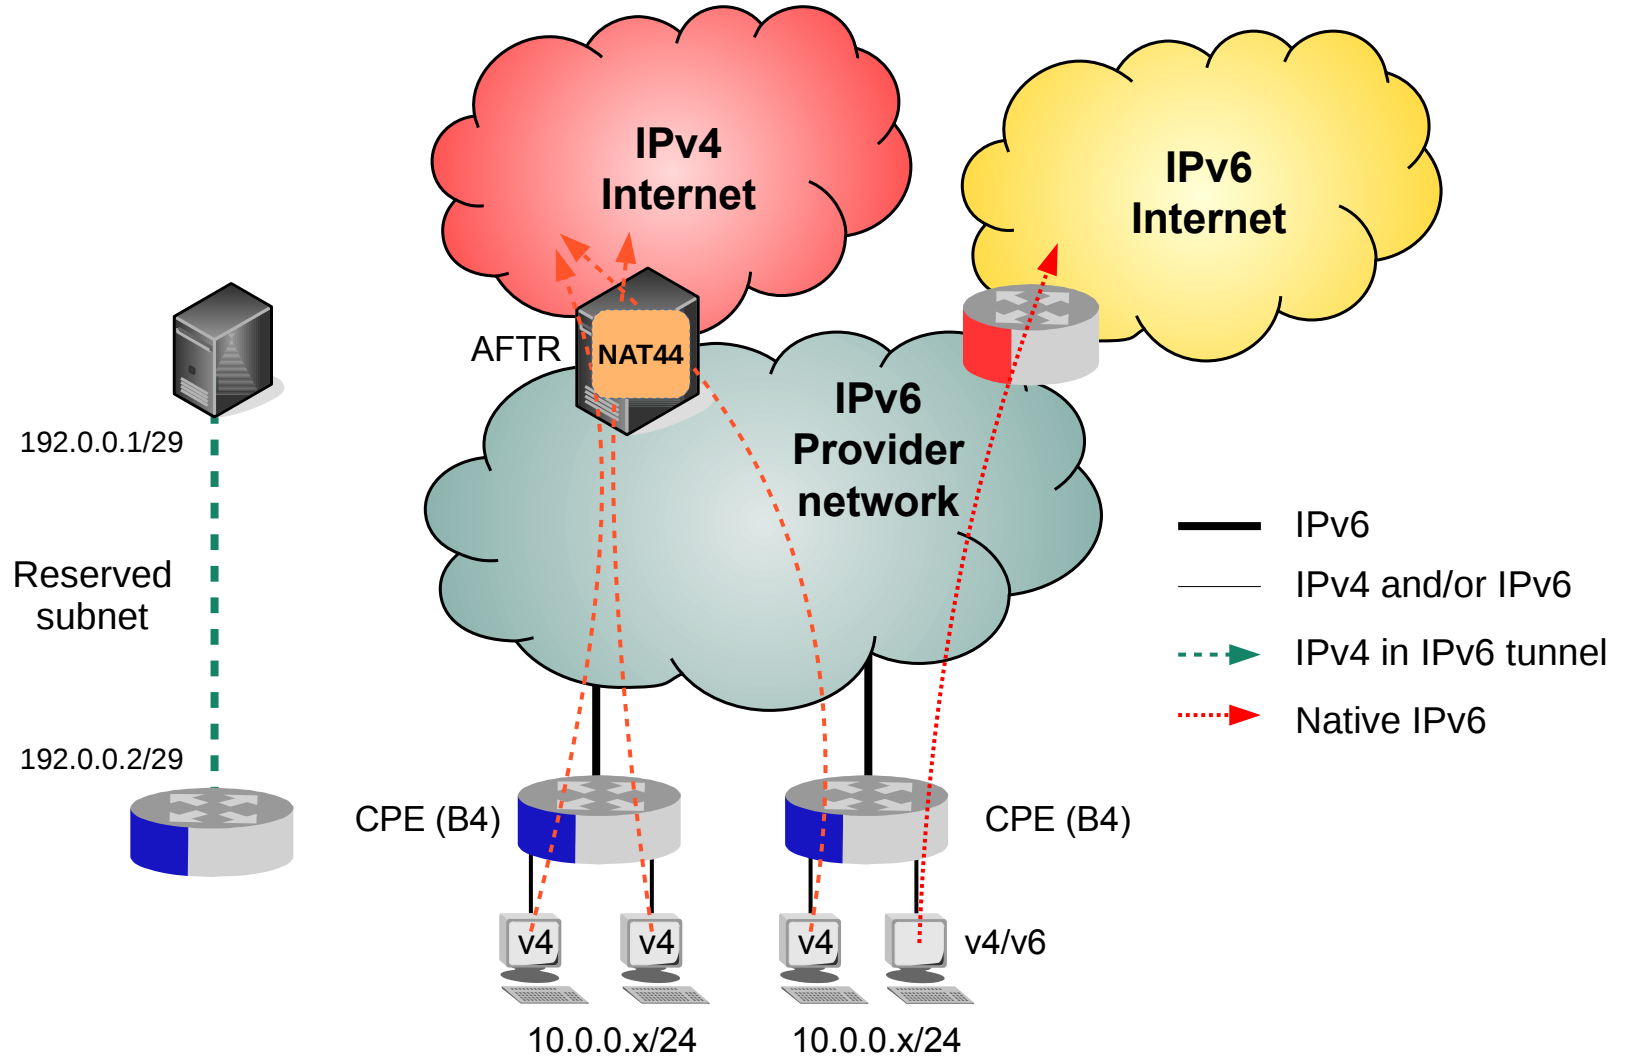 IPv4
Internet
IPv6
Internet
AFTR
NAT44
IPv6
Provider
network
192.0.0.1/29
Reserved
subnet
192.0.0.2/29
IPv6
IPv4 and/or IPv6
IPv4 in IPv6 tunnel
Native IPv6
CPE (B4)
CPE (B4)
v4
v4
v4
v4/v6
10.0.0.x/24
10.0.0.x/24